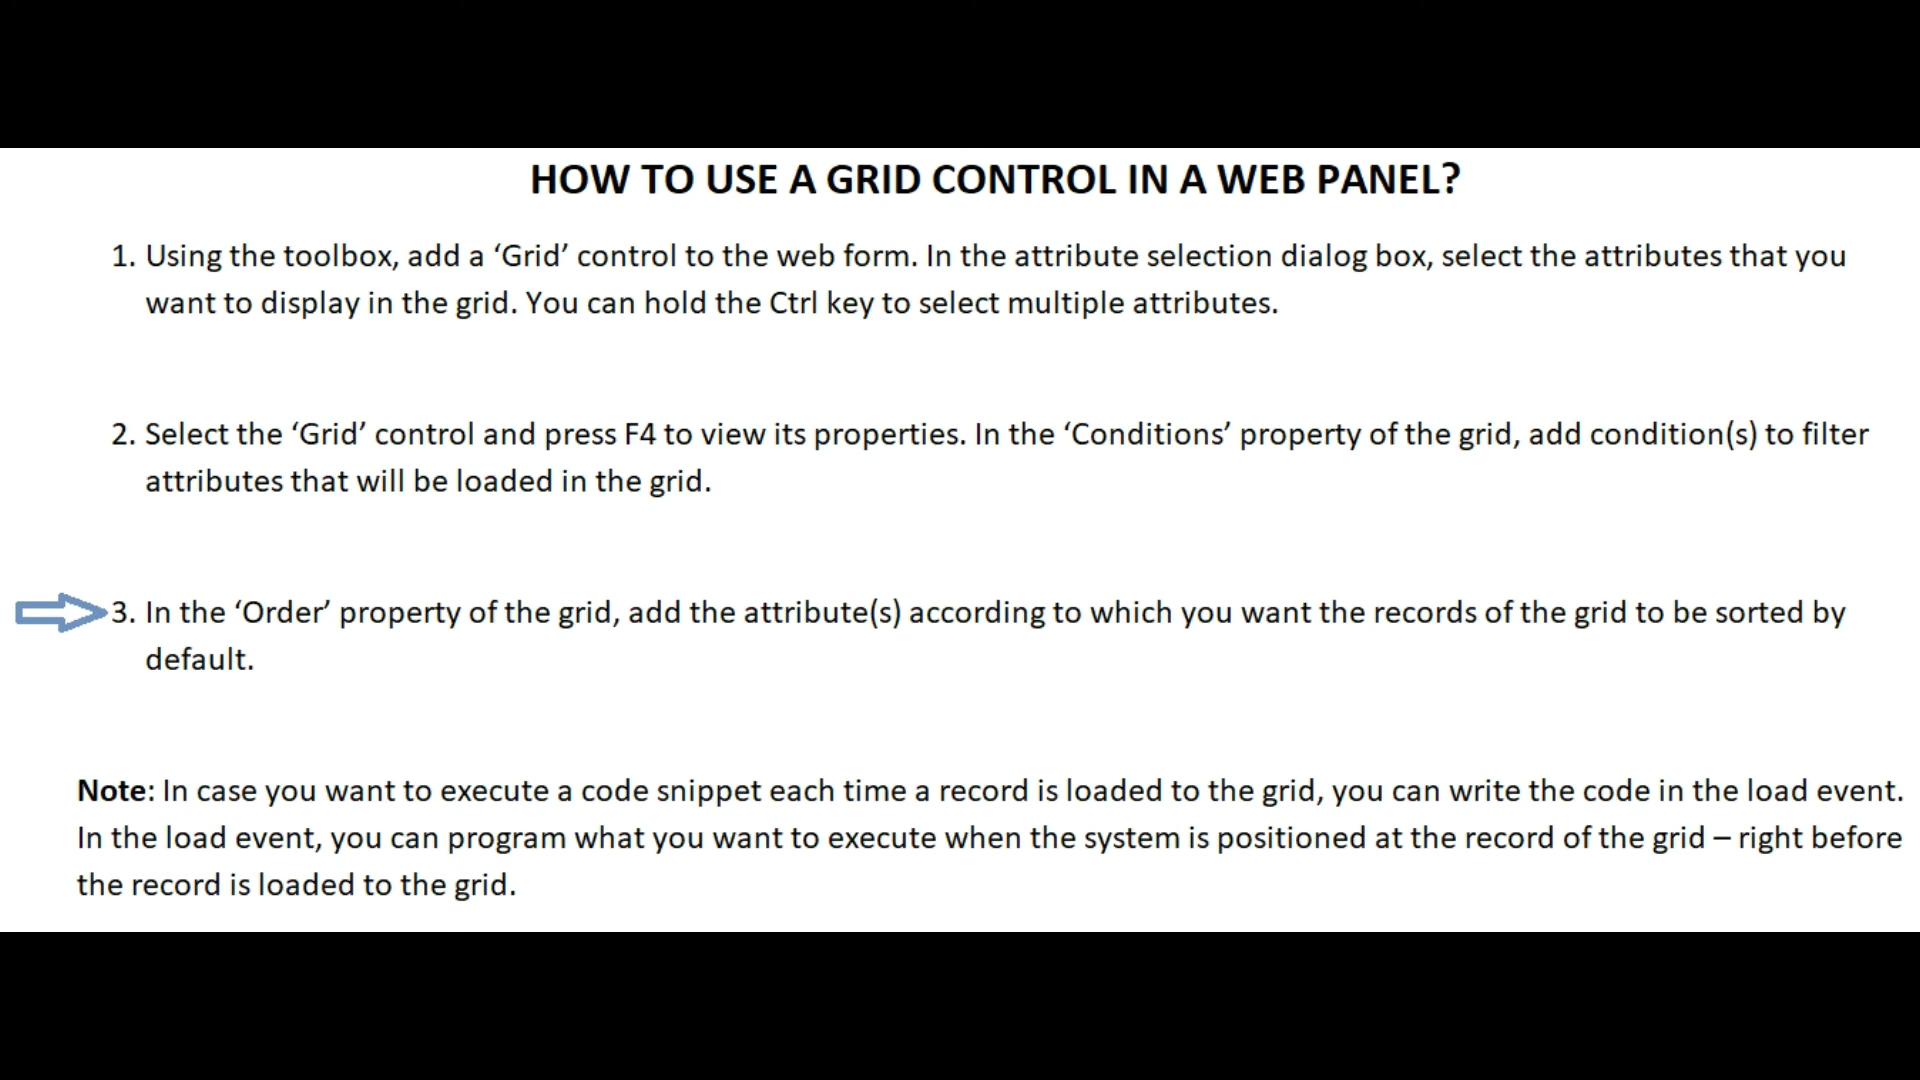 HOW TO USE A GRID CONTROL IN A WEB PANEL?
1. Using the toolbox, add a ‘Grid’ control to the web form. In the attribute selection dialog box, select the attributes that you
want to display in the grid. You can hold the Ctrl key to select multiple attributes.
2. Select the ‘Grid’ control and press F4 to view its properties. In the ‘Conditions’ property of the grid, add condition(s) to filter
attributes that will be loaded in the grid.
3. In the ‘Order’ property of the grid, add the attribute(s) according to which you want the records of the grid to be sorted by
default.
Note: In case you want to execute a code snippet each time a record is loaded to the grid, you can write the code in the load event.
In the load event, you can program what you want to execute when the system is positioned at the record of the grid – right before
the record is loaded to the grid.